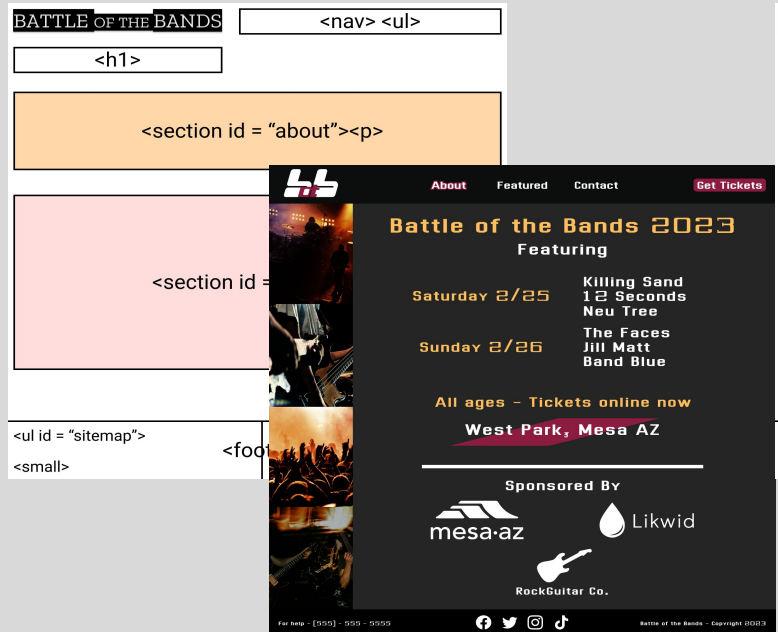 BATTLE OF THE BANDS
<nav> <ul>
<h1>
<section id = “about”><p>
<section id =
<ul id = “sitemap”>
<small>
<foot
botb
About Featured Contact Get Tickets
Battle of the Bands 2023
Featuring
Saturday 2/25
Killing Sand
12 Seconds
Neu Tree
Sunday 2/26
The Faces
Jill Matt
Band Blue
All ages - Tickets online now
West Park, Mesa AZ
Sponsored By
mesa·az
Likwid
RockGuitar Co.
For help - [555] - 555 - 5555
Battle of the Bands - Copyright 2023